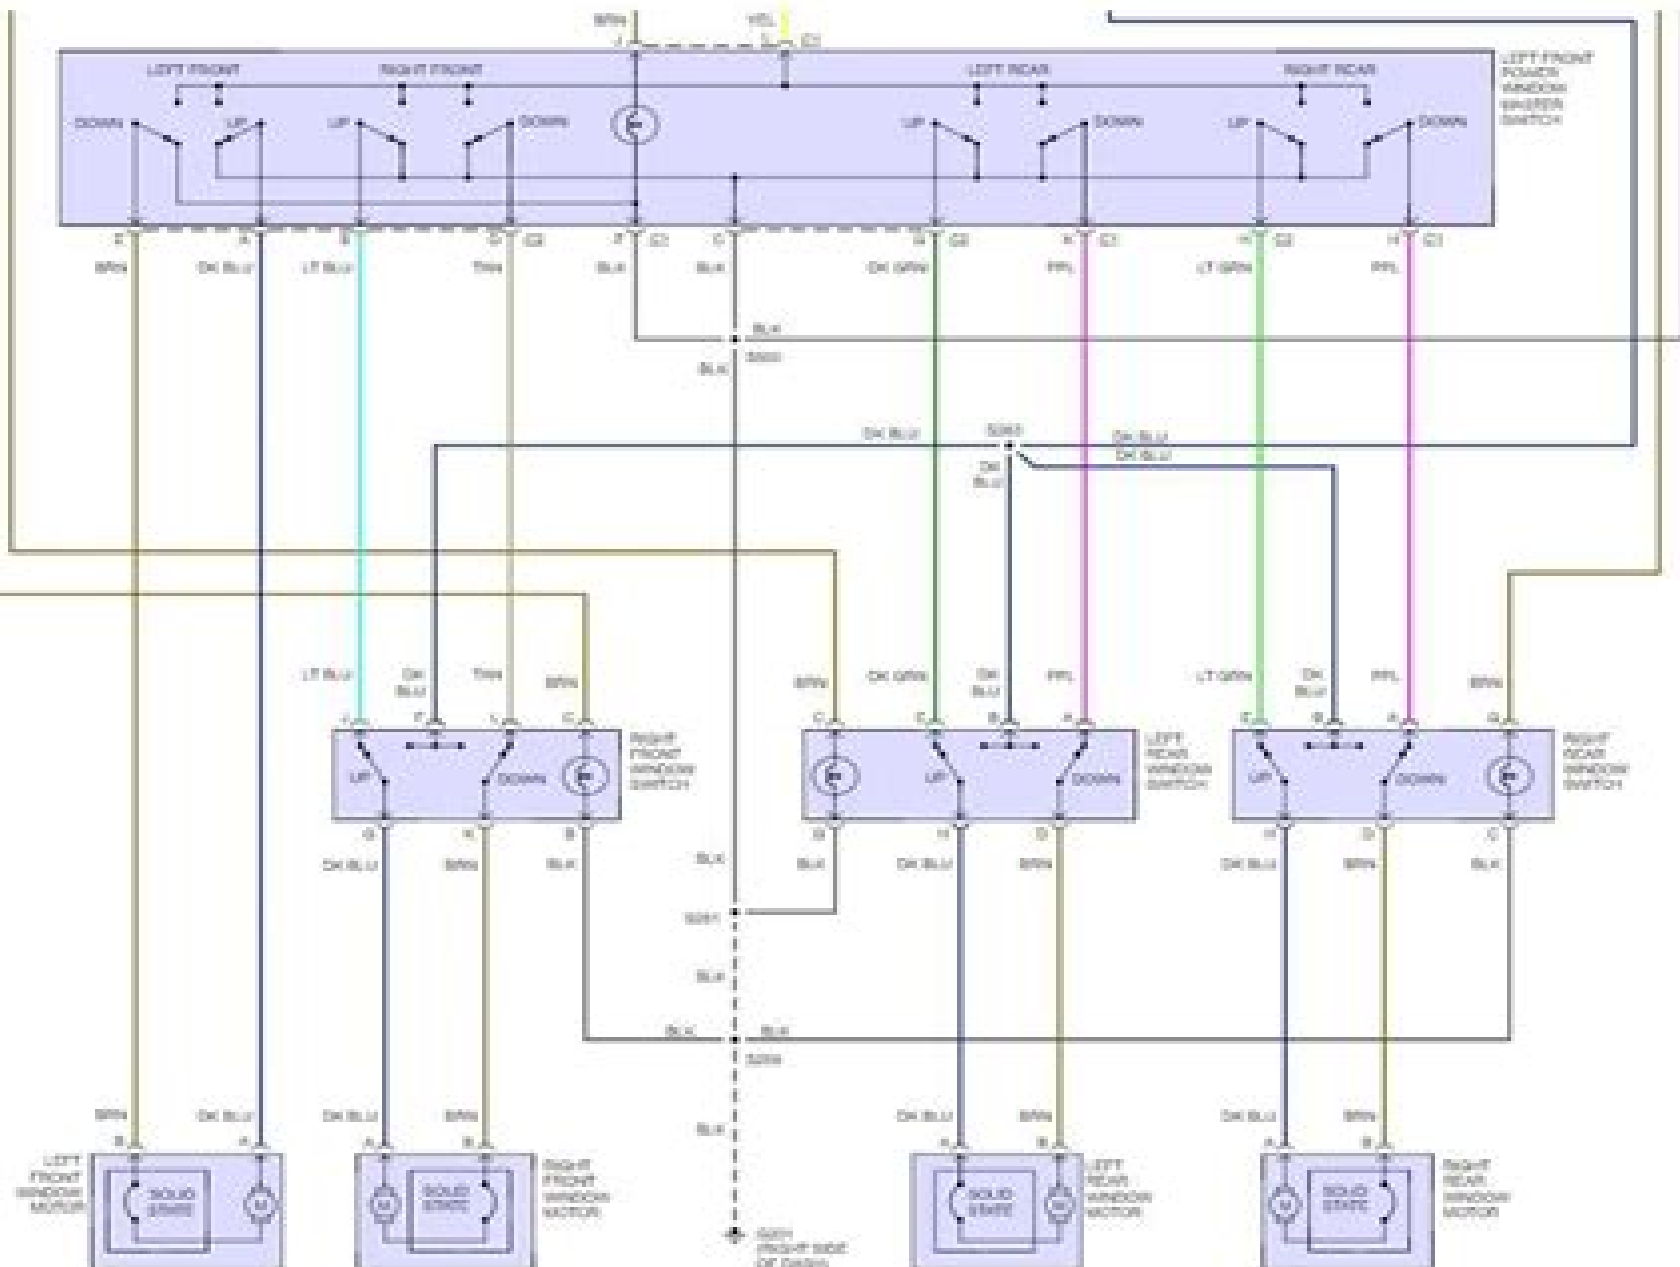 BRN YEL
J C1
LEFT FRONT RIGHT FRONT LEFT REAR RIGHT REAR
LEFT FRONT
POWER
WINDOW
MASTER
SWITCH
DOWN UP UP DOWN UP DOWN UP DOWN
A B
BRN DK BLU LT BLU TAN BLK BLK DK GRN PPL LT GRN PPL
BLK
BLK
DK BLU DK BLU
DK BLU
DK
BLU
LT BLU DK
BLU TAN BRN BRN DK GRN DK
BLU PPL LT GRN DK
BLU PPL BRN
RIGHT
FRONT
WINDOW
SWITCH
LEFT
REAR
WINDOW
SWITCH
RIGHT
REAR
WINDOW
SWITCH
UP DOWN UP DOWN UP DOWN
DK BLU BRN BLK BLK BLK DK BLU BRN DK BLU BRN BLK
BLK
BLK BLK
BLK
BRN DK BLU DK BLU BRN DK BLU BRN DK BLU BRN
B A A B A B A B
LEFT
FRONT
WINDOW
MOTOR
SOLID
STATE
M
RIGHT
FRONT
WINDOW
MOTOR
M
SOLID
STATE
LEFT
REAR
WINDOW
MOTOR
SOLID
STATE
M
RIGHT
REAR
WINDOW
MOTOR
M
SOLID
STATE
(RIGHT SIDE
OF DASH)